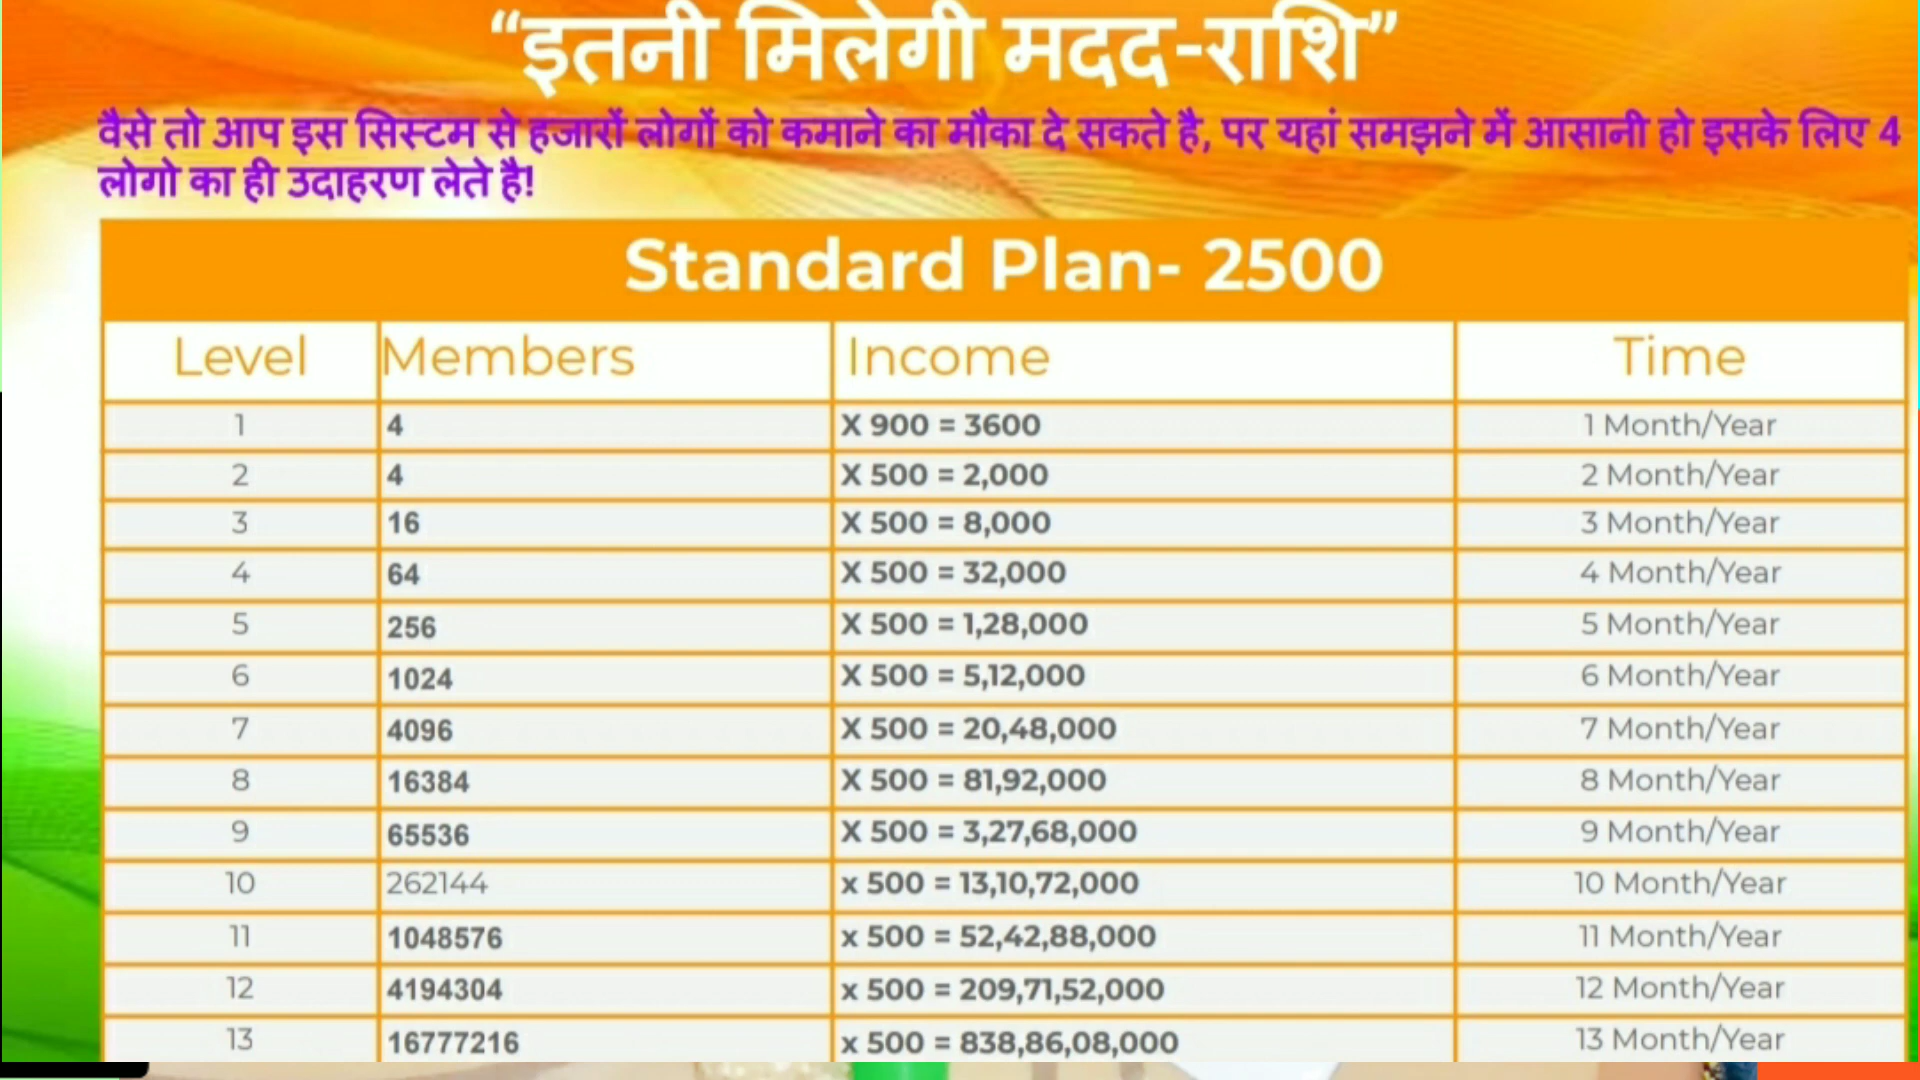 “इतनी मिलेगी मदद-राशि”
वैसे तो आप इस सिस्टम से हजारों लोगों को कमाने का मौका दे सकते है, पर यहां समझने में आसानी हो इसके लिए 4
लोगो का ही उदाहरण लेते है!
Standard Plan- 2500
Level Members Income Time
1 4 X 900 = 3600 1 Month/Year
2 4 X 500 = 2,000 2 Month/Year
3 16 X 500 = 8,000 3 Month/Year
4 64 X 500 = 32,000 4 Month/Year
5 256 X 500 = 1,28,000 5 Month/Year
6 1024 X 500 = 5,12,000 6 Month/Year
7 4096 X 500 = 20,48,000 7 Month/Year
8 16384 X 500 = 81,92,000 8 Month/Year
9 65536 X 500 = 3,27,68,000 9 Month/Year
10 262144 x 500 = 13,10,72,000 10 Month/Year
11 1048576 x 500 = 52,42,88,000 11 Month/Year
12 4194304 x 500 = 209,71,52,000 12 Month/Year
13 16777216 x 500 = 838,86,08,000 13 Month/Year